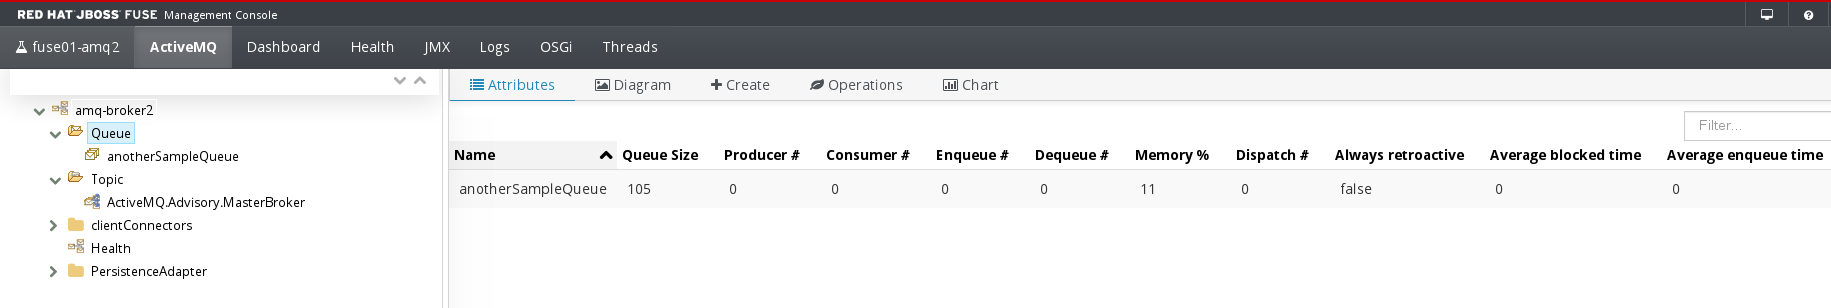 RED HAT JBOSS FUSE Management Console
fuse01-amq2 ActiveMQ Dashboard Health JMX Logs OSGi Threads
Attributes Diagram Create Operations Chart
amq-broker2
Queue
anotherSampleQueue
Topic
ActiveMQ.Advisory.MasterBroker
clientConnectors
Health
PersistenceAdapter
Filter...
Name Queue Size Producer # Consumer # Enqueue # Dequeue # Memory % Dispatch # Always retroactive Average blocked time Average enqueue time
anotherSampleQueue 105 0 0 0 0 11 0 false 0 0